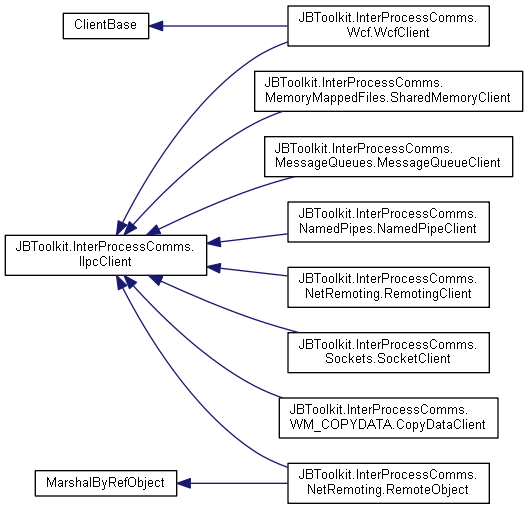 ClientBase
JBToolkit.InterProcessComms.
Wcf.WcfClient
JBToolkit.InterProcessComms.
MemoryMappedFiles.SharedMemoryClient
JBToolkit.InterProcessComms.
MessageQueues.MessageQueueClient
JBToolkit.InterProcessComms.
NamedPipes.NamedPipeClient
JBToolkit.InterProcessComms.
IIpcClient
JBToolkit.InterProcessComms.
NetRemoting.RemotingClient
JBToolkit.InterProcessComms.
Sockets.SocketClient
JBToolkit.InterProcessComms.
WM_COPYDATA.CopyDataClient
MarshalByRefObject
JBToolkit.InterProcessComms.
NetRemoting.RemoteObject